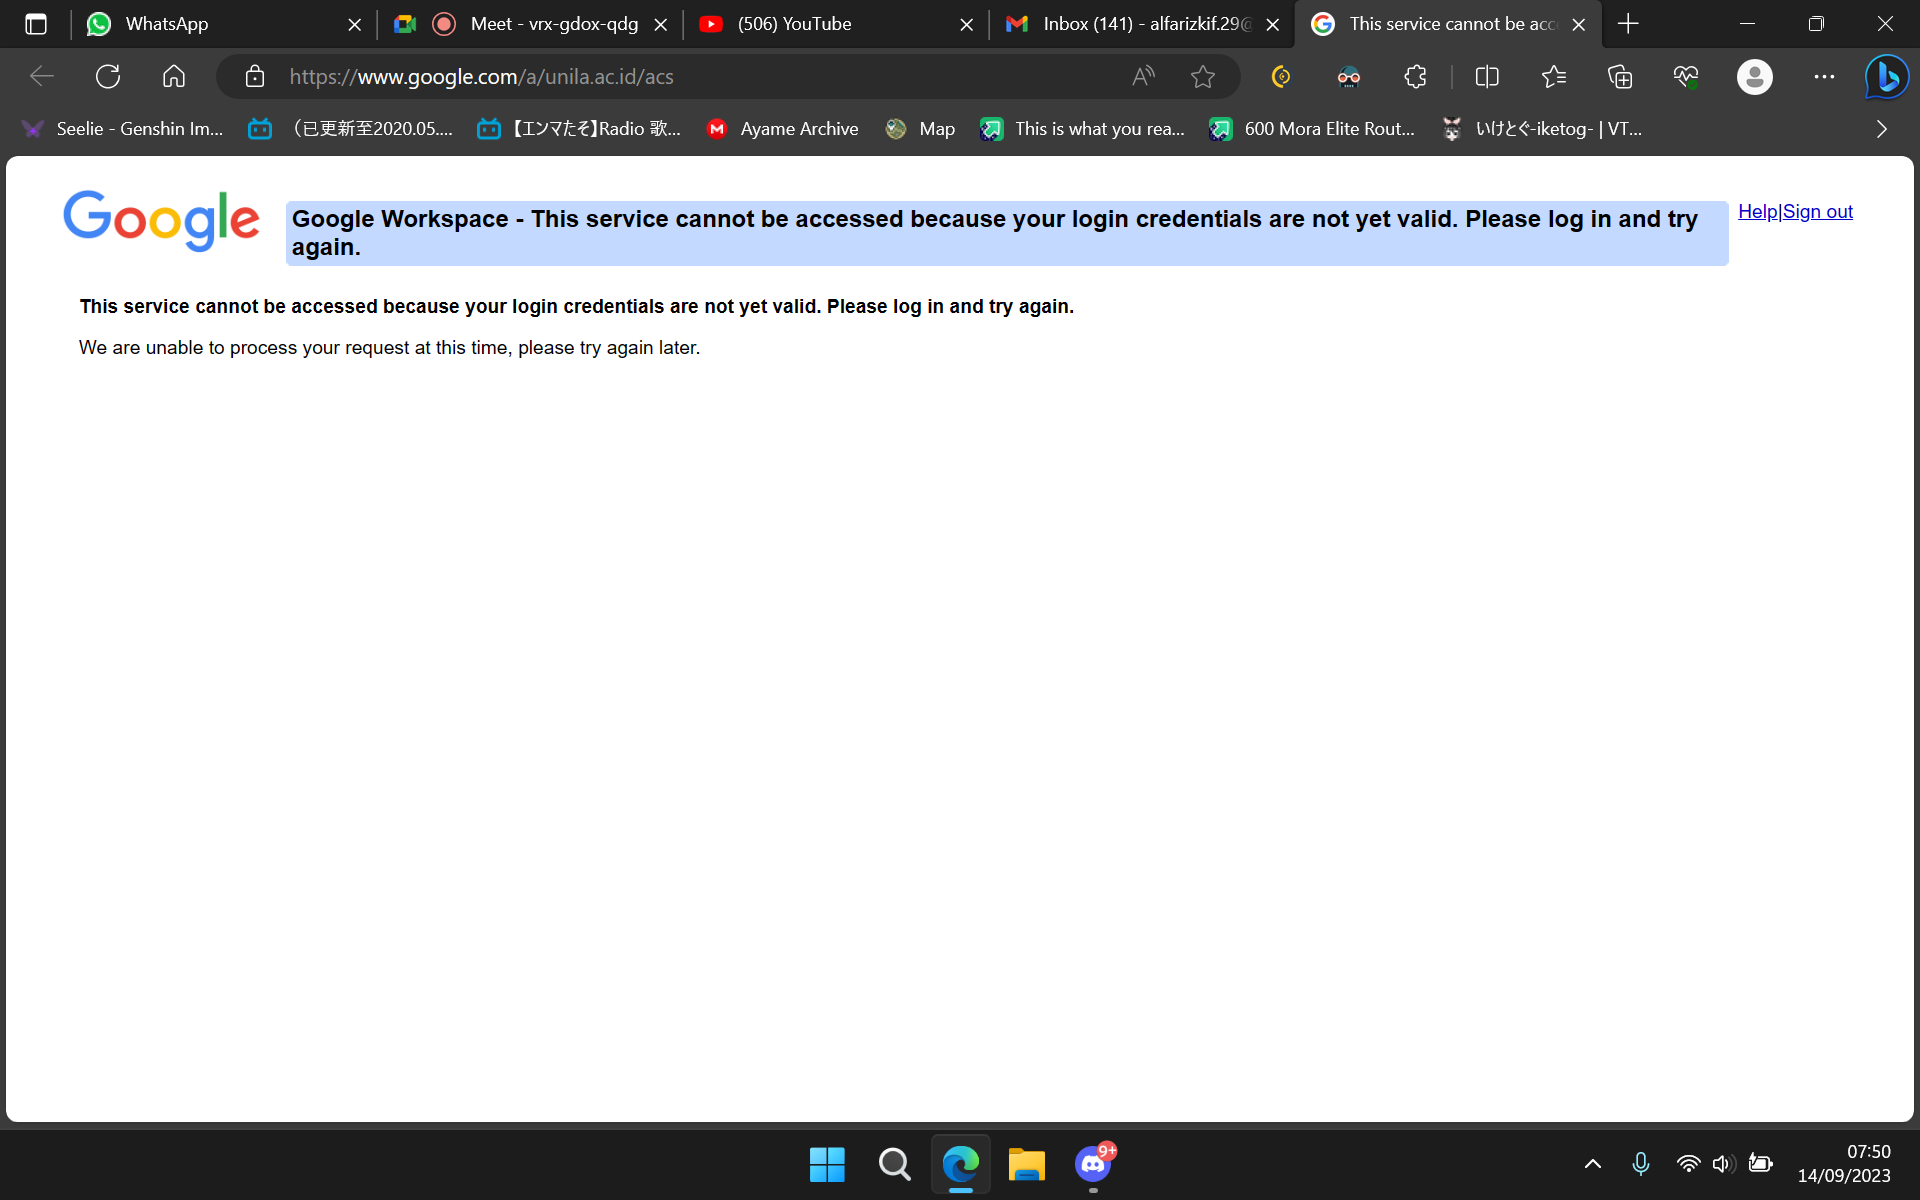 WhatsApp
Meet - vrx-gdox-qdg
(506) YouTube
Inbox (141) - alfarizkif.29@
This service cannot be acc
https://www.google.com/a/unila.ac.id/acs
Seelie - Genshin Im...
（已更新至2020.05....
【エンマたそ】Radio 歌...
M
Ayame Archive
Map
This is what you rea...
600 Mora Elite Rout...
いけとぐ-iketog- | VT...
Google
Google Workspace - This service cannot be accessed because your login credentials are not yet valid. Please log in and try
again.
Help|Sign out
This service cannot be accessed because your login credentials are not yet valid. Please log in and try again.
We are unable to process your request at this time, please try again later.
9+
07:50
14/09/2023